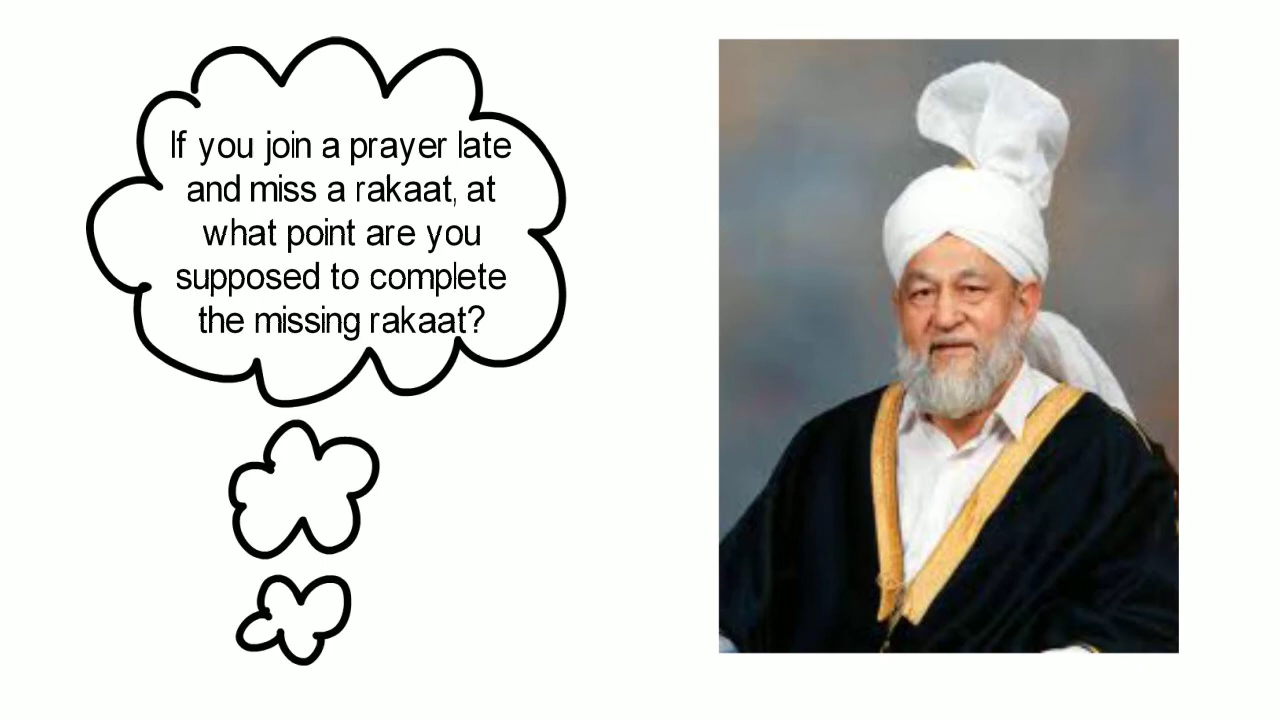 If you join a prayer late
and miss a rakaat, at
what point are you
supposed to complete
the missing rakaat?